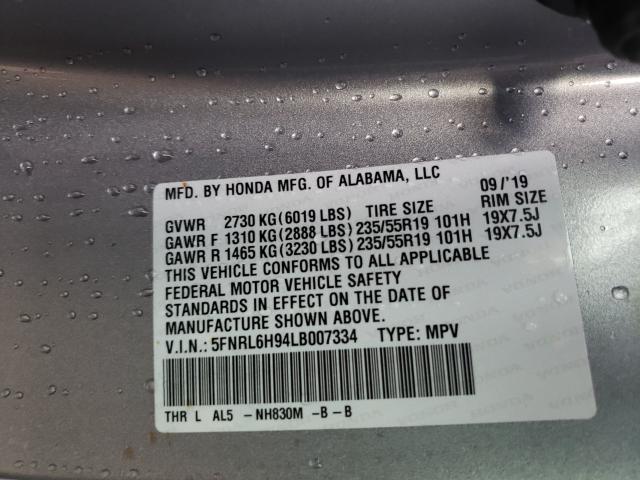 MFD. BY HONDA MFG. OF ALABAMA, LLC 09/'19
GVWR 2730 KG (6019 LBS) TIRE SIZE RIM SIZE
GAWR F 1310 KG (2888 LBS) 235/55R19 101H 19X7.5J
GAWR R 1465 KG (3230 LBS) 235/55R19 101H 19X7.5J
THIS VEHICLE CONFORMS TO ALL APPLICABLE
FEDERAL MOTOR VEHICLE SAFETY
STANDARDS IN EFFECT ON THE DATE OF
MANUFACTURE SHOWN ABOVE.
V.I.N.: 5FNRL6H94LB007334 TYPE: MPV
THR L AL5 -NH830M -B -B